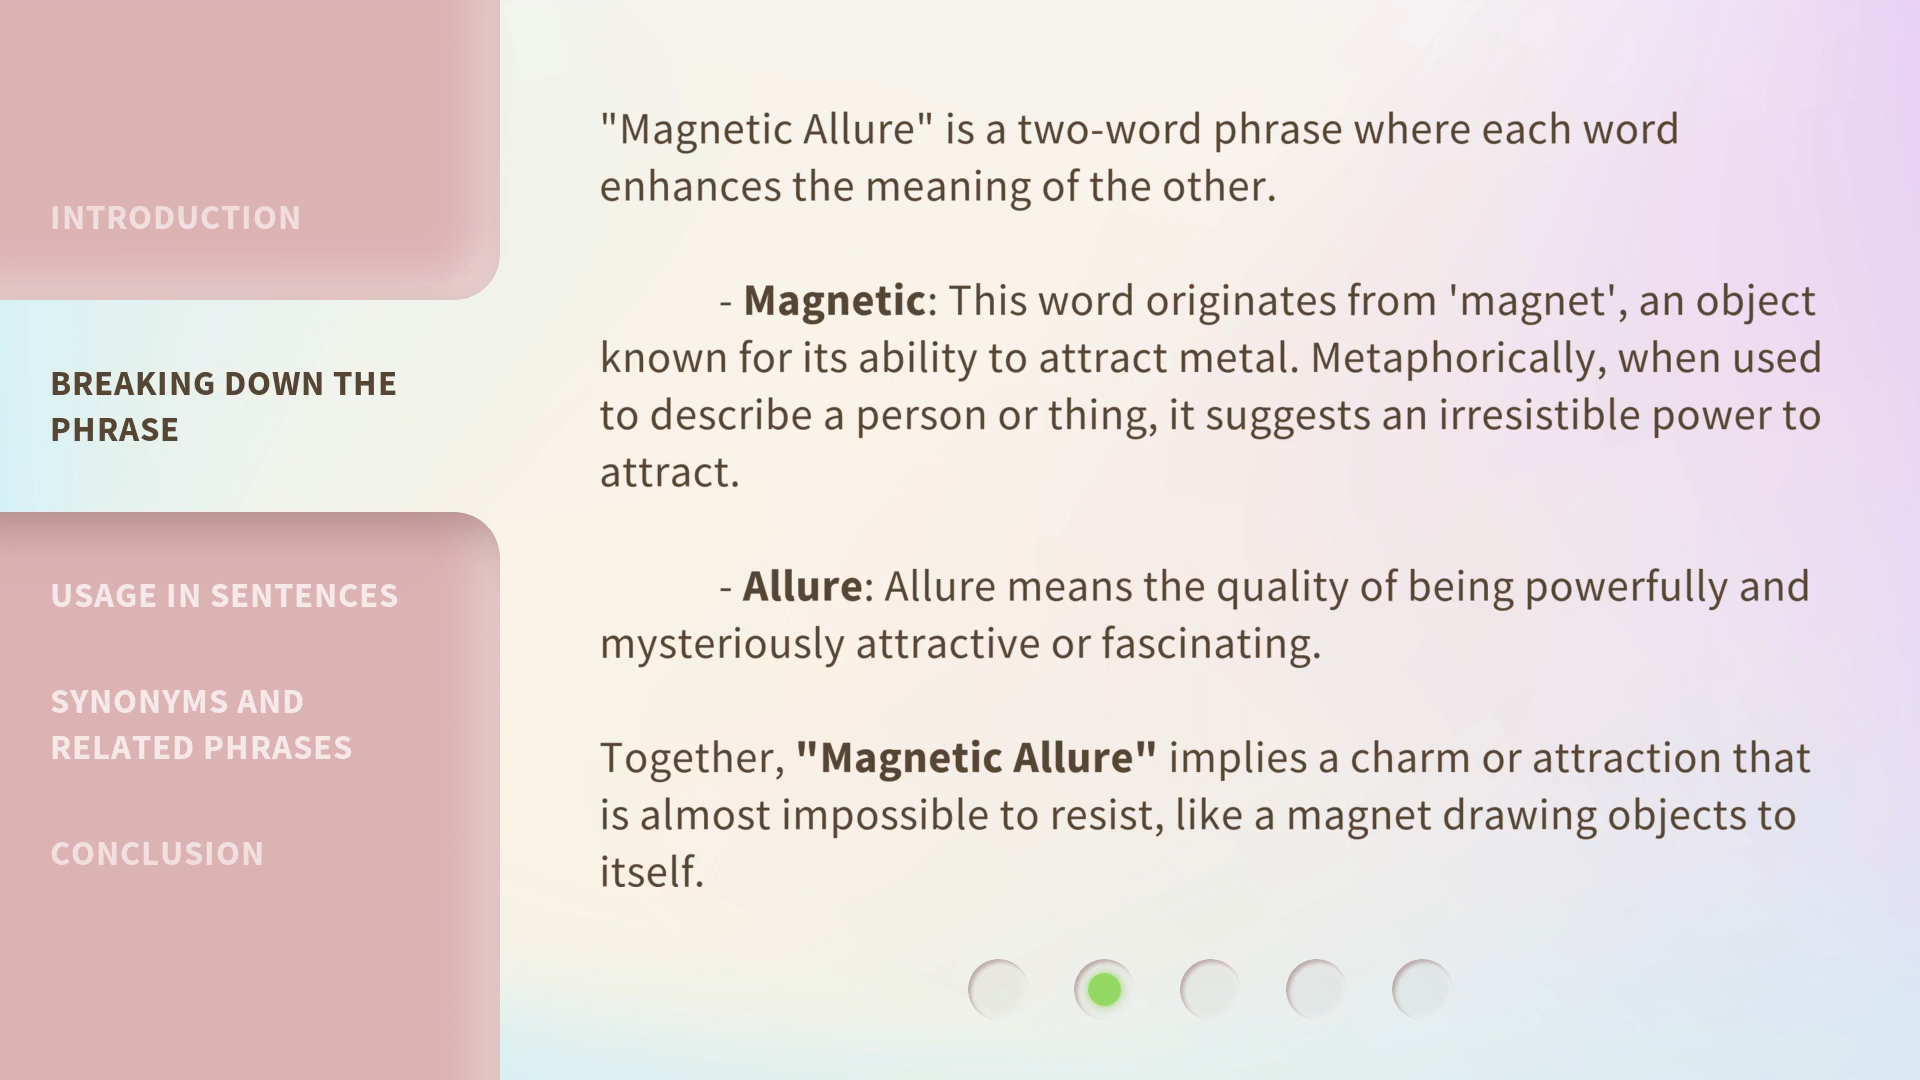 INTRODUCTION
BREAKING DOWN THE
PHRASE
USAGE IN SENTENCES
SYNONYMS AND
RELATED PHRASES
CONCLUSION
"Magnetic Allure" is a two-word phrase where each word
enhances the meaning of the other.
- Magnetic: This word originates from 'magnet', an object
known for its ability to attract metal. Metaphorically, when used
to describe a person or thing, it suggests an irresistible power to
attract.
- Allure: Allure means the quality of being powerfully and
mysteriously attractive or fascinating.
Together, "Magnetic Allure" implies a charm or attraction that
is almost impossible to resist, like a magnet drawing objects to
itself.